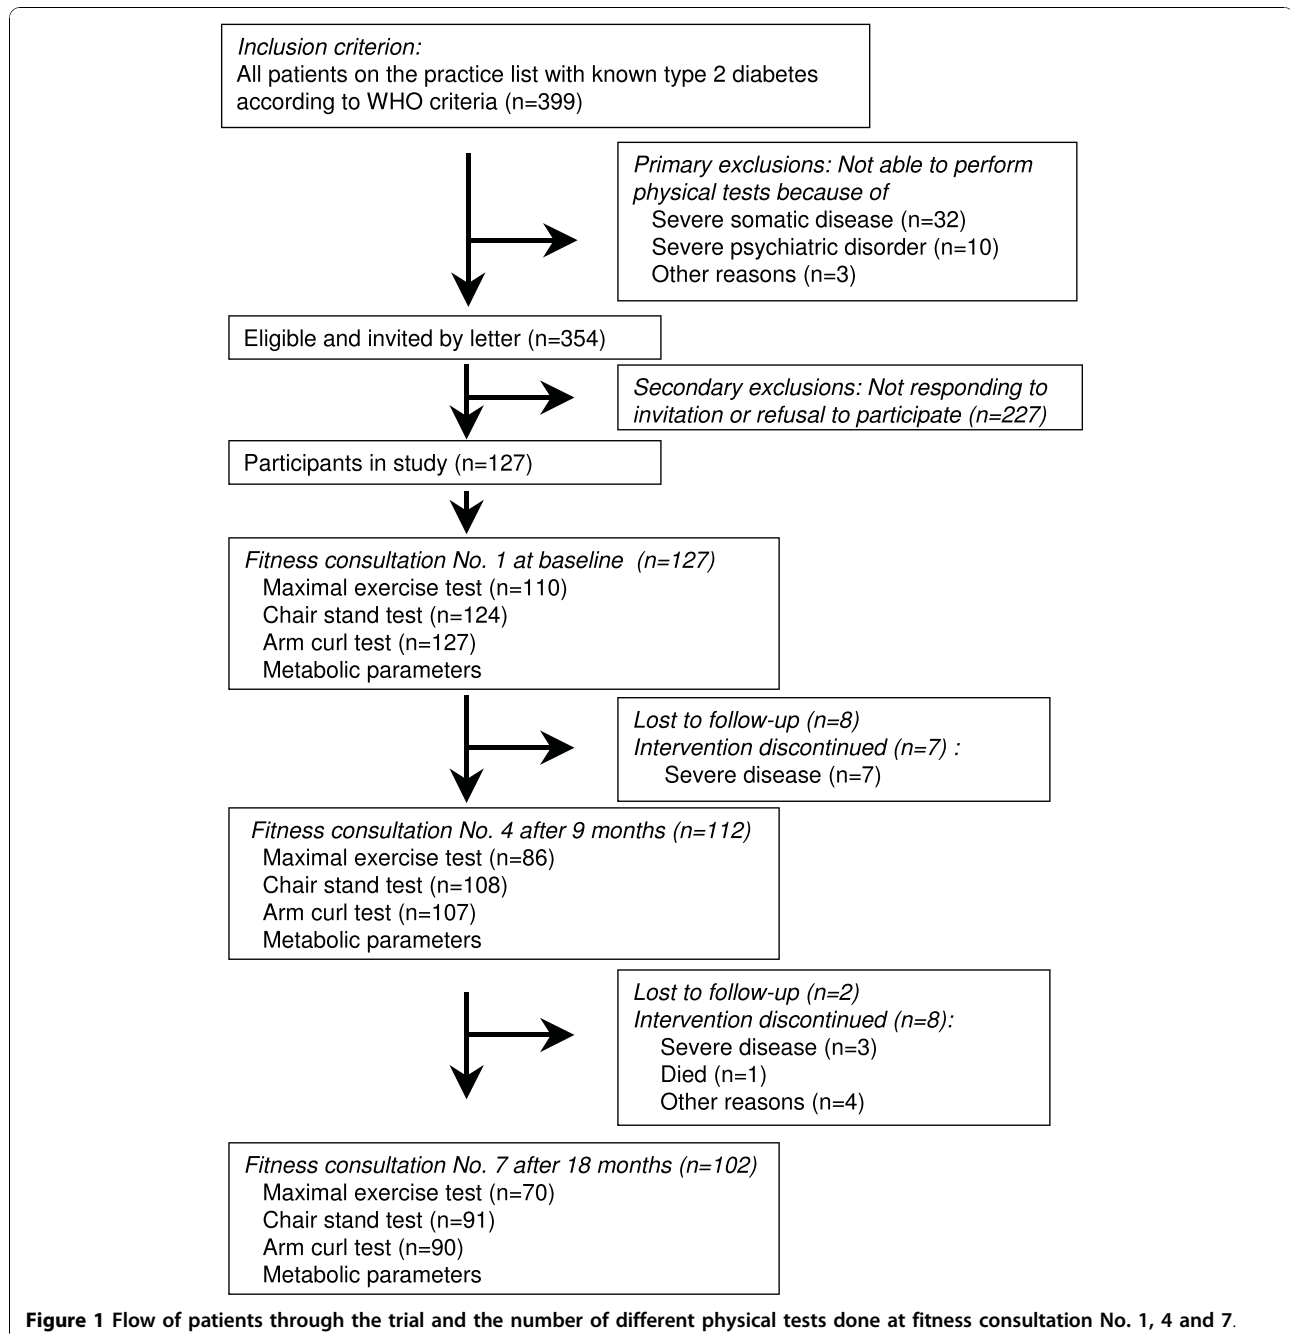 Inclusion criterion:
All patients on the practice list with known type 2 diabetes
according to WHO criteria (n=399)
Primary exclusions: Not able to perform
physical tests because of
Severe somatic disease (n=32)
Severe psychiatric disorder (n=10)
Other reasons (n=3)
Eligible and invited by letter (n=354)
Secondary exclusions: Not responding to
invitation or refusal to participate (n=227)
Participants in study (n=127)
Fitness consultation No. 1 at baseline  (n=127)
Maximal exercise test (n=110)
Chair stand test (n=124)
Arm curl test (n=127)
Metabolic parameters
Lost to follow-up (n=8)
Intervention discontinued (n=7) :
Severe disease (n=7)
Fitness consultation No. 4 after 9 months (n=112)
Maximal exercise test (n=86)
Chair stand test (n=108)
Arm curl test (n=107)
Metabolic parameters
Lost to follow-up (n=2)
Intervention discontinued (n=8):
Severe disease (n=3)
Died (n=1)
Other reasons (n=4)
Fitness consultation No. 7 after 18 months (n=102)
Maximal exercise test (n=70)
Chair stand test (n=91)
Arm curl test (n=90)
Metabolic parameters
Figure 1 Flow of patients through the trial and the number of different physical tests done at fitness consultation No. 1, 4 and 7.